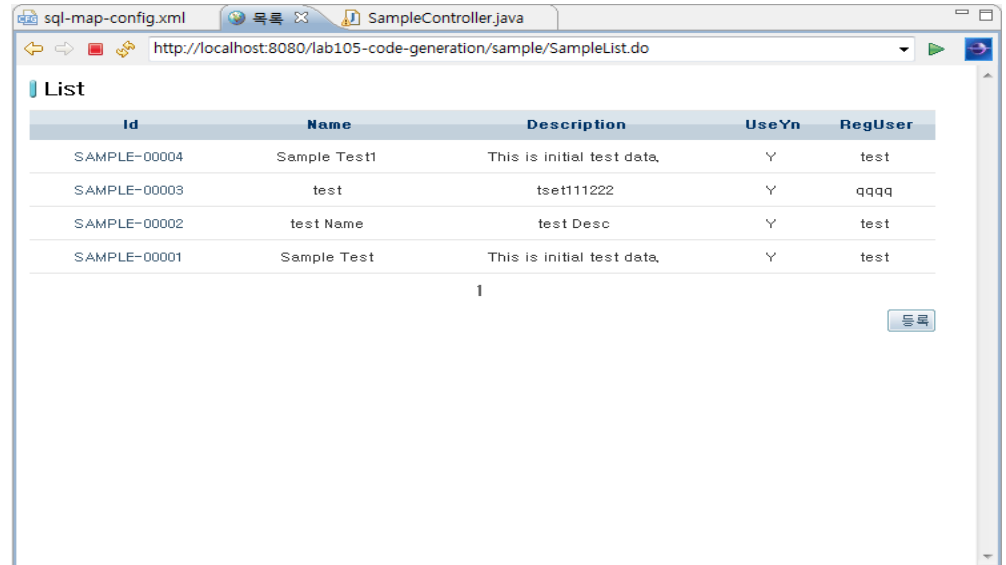 sql-map-config.xml 목록 SampleController.java
http://localhost:8080/lab105-code-generation/sample/SampleList.do
List
Id Name Description UseYn RegUser
SAMPLE-00004 Sample Test1 This is initial test data. Y test
SAMPLE-00003 test tset111222 Y qqqq
SAMPLE-00002 test Name test Desc Y test
SAMPLE-00001 Sample Test This is initial test data. Y test
1
등록